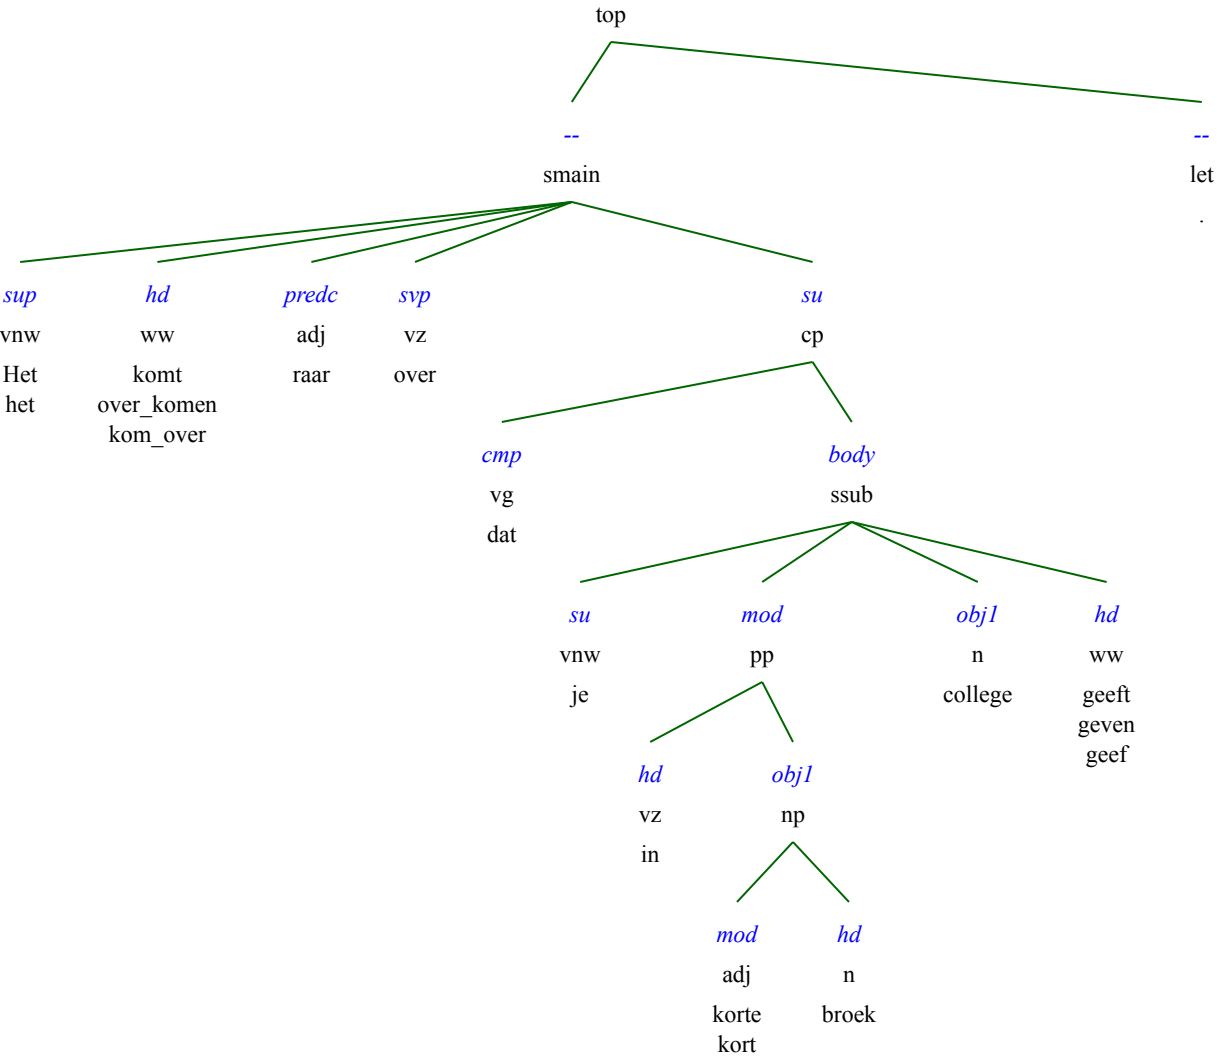 top
-- --
smain let
.
sup hd predc svp su
vnw ww adj vz cp
Het komt raar over
het over_komen
kom_over
cmp body
vg ssub
dat
su mod obj1 hd
vnw pp n ww
je college geeft
geven
geef
hd obj1
vz np
in
mod hd
adj n
korte broek
kort